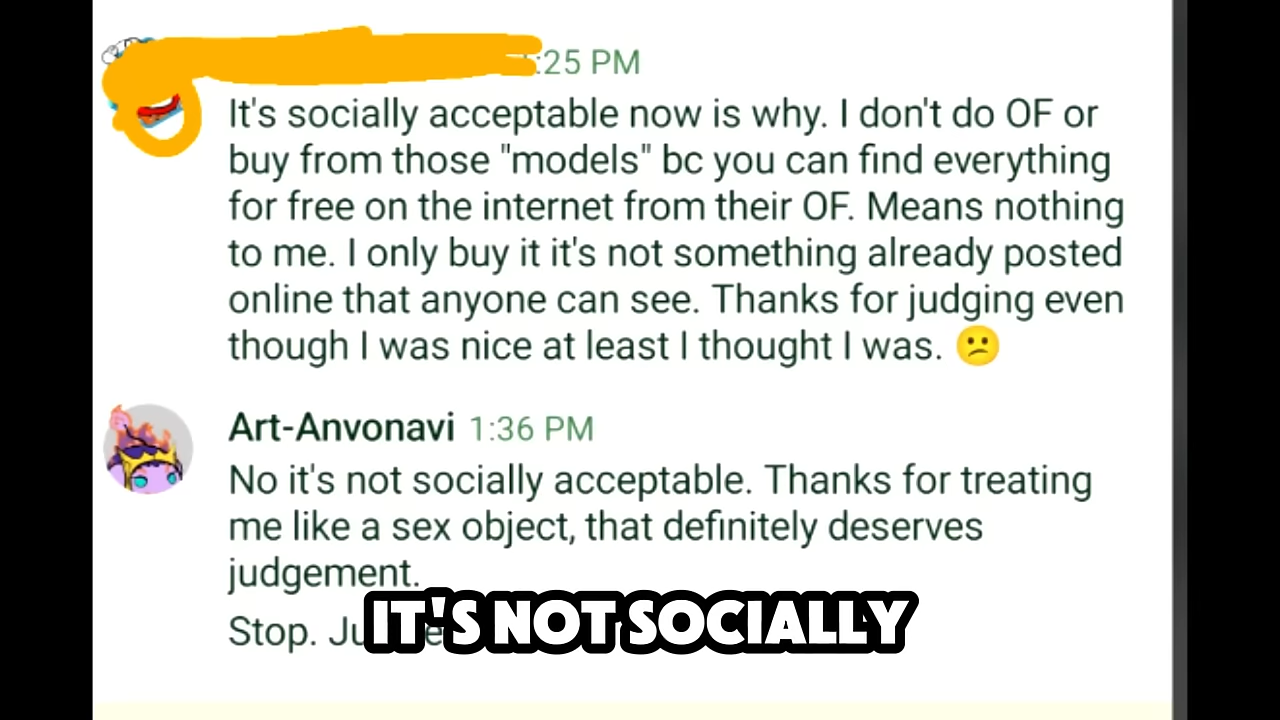 :25 PM
It's socially acceptable now is why. I don't do OF or
buy from those "models" bc you can find everything
for free on the internet from their OF. Means nothing
to me. I only buy it it's not something already posted
online that anyone can see. Thanks for judging even
though I was nice at least I thought I was. 😕
Art-Anvonavi 1:36 PM
No it's not socially acceptable. Thanks for treating
me like a sex object, that definitely deserves
judgement.
Stop.
IT'S NOT SOCIALLY